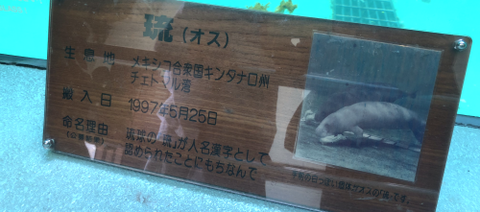 琉(オス)
生息地 メキシコ合衆国キンタナロ州
チェトマル湾
搬入日 1997年5月25日
命名理由 琉球の「琉」が人名漢字として
認められたことにもちなんで